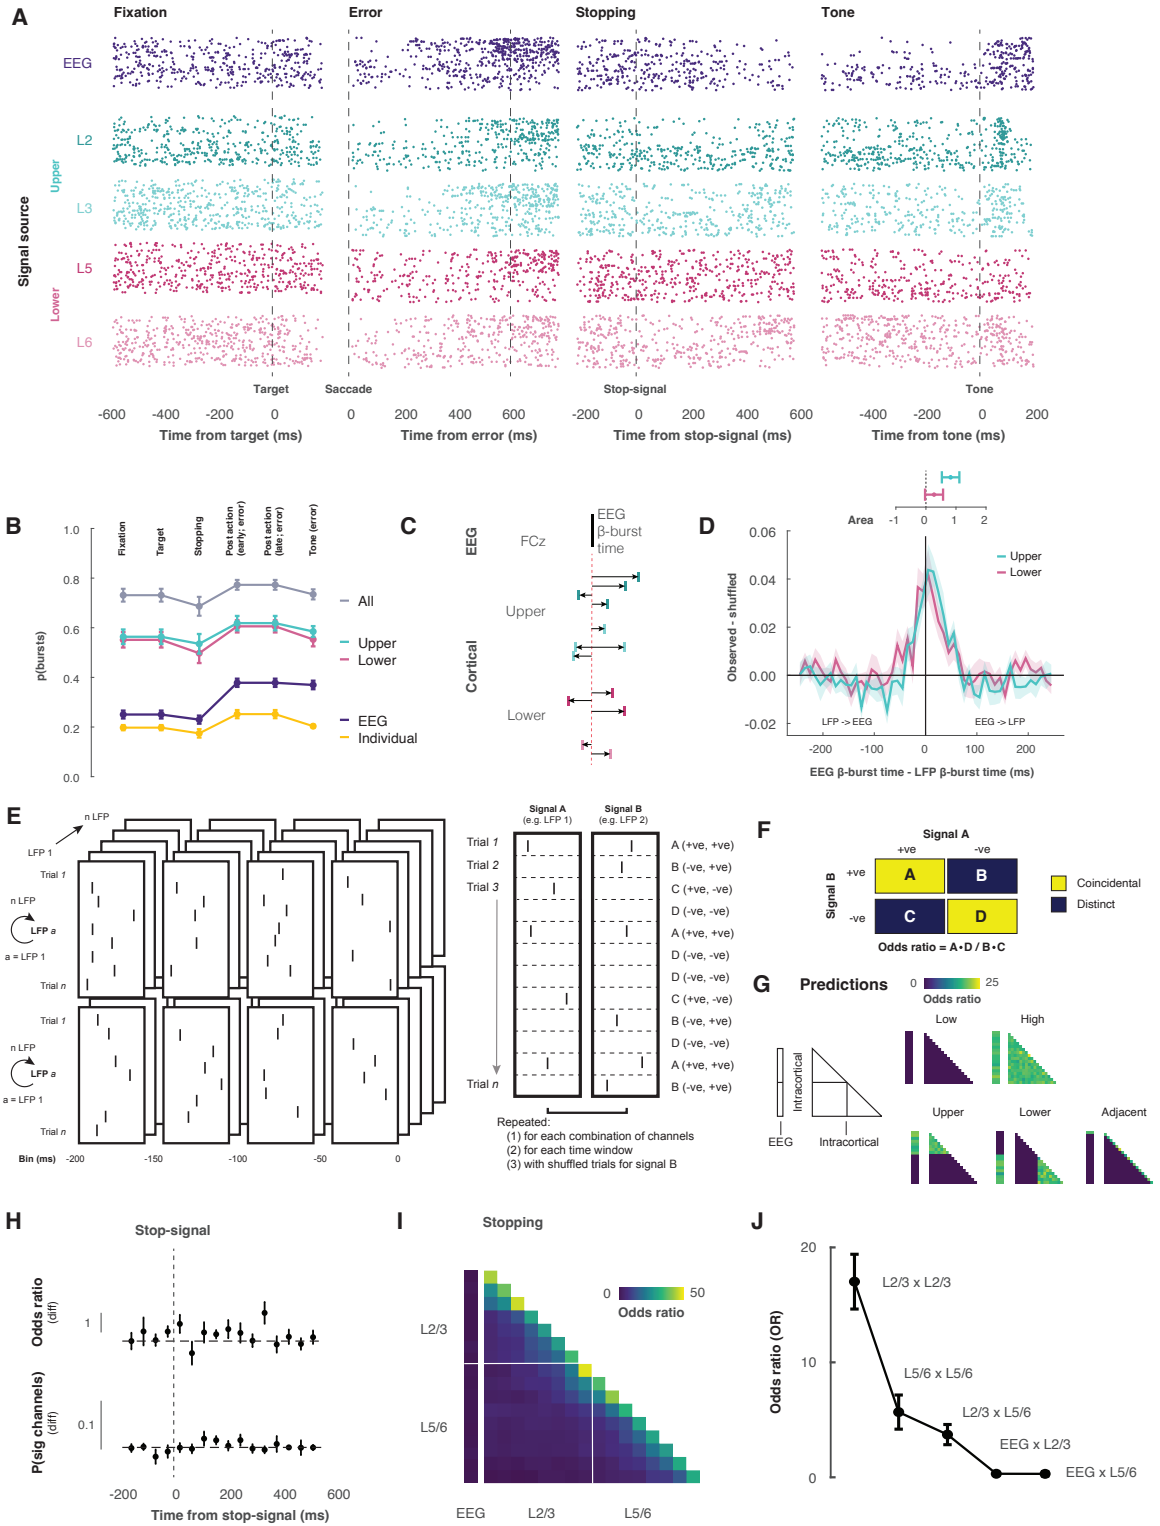 A
Fixation
Error
Stopping
Tone
EEG
L2
Upper
L3
Signal source
L5
Lower
L6
Target
Saccade
Stop-signal
Tone
-600 -400 -200 0
0 200 400 600
-200 0 200 400 600
-400 -200 0 200
Time from target (ms)
Time from error (ms)
Time from stop-signal (ms)
Time from tone (ms)
B
1.0
0.8
0.6
0.4
0.2
0.0
p(bursts)
Fixation
Target
Stopping
Post action
(early; error)
Post action
(late; error)
Tone (error)
All
Upper
Lower
EEG
Individual
C
EEG
FCz
EEG
β-burst
time
Cortical
Upper
Lower
D
Area
-1 0 1 2
0.06
0.04
0.02
0.00
-0.02
Observed - shuffled
Upper
Lower
LFP -> EEG
EEG -> LFP
-200 -100 0 100 200
EEG β-burst time - LFP β-burst time (ms)
E
n LFP
LFP 1
Trial 1
n LFP
LFP a
a = LFP 1
Trial n
Trial 1
n LFP
LFP a
a = LFP 1
Trial n
Bin (ms) -200 -150 -100 -50 0
Signal A
(e.g. LFP 1)
Signal B
(e.g. LFP 2)
Trial 1
Trial 2
Trial 3
Trial n
A (+ve, +ve)
B (-ve, +ve)
C (+ve, -ve)
D (-ve, -ve)
A (+ve, +ve)
D (-ve, -ve)
D (-ve, -ve)
C (+ve, -ve)
B (-ve, +ve)
D (-ve, -ve)
A (+ve, +ve)
B (-ve, +ve)
Repeated:
(1) for each combination of channels
(2) for each time window
(3) with shuffled trials for signal B
F
Signal A
+ve -ve
Signal B
+ve
-ve
A B
C D
Coincidental
Distinct
Odds ratio = A•D / B•C
G
Predictions
0 25
Odds ratio
Low
High
Intracortical
EEG
Intracortical
Upper
Lower
Adjacent
H
Stop-signal
Odds ratio
(diff)
1
P(sig channels)
(diff)
0.1
-200 0 200 400 600
Time from stop-signal (ms)
I
Stopping
0 50
Odds ratio
L2/3
L5/6
EEG L2/3 L5/6
J
20
10
0
Odds ratio (OR)
L2/3 x L2/3
L5/6 x L5/6
L2/3 x L5/6
EEG x L2/3
EEG x L5/6